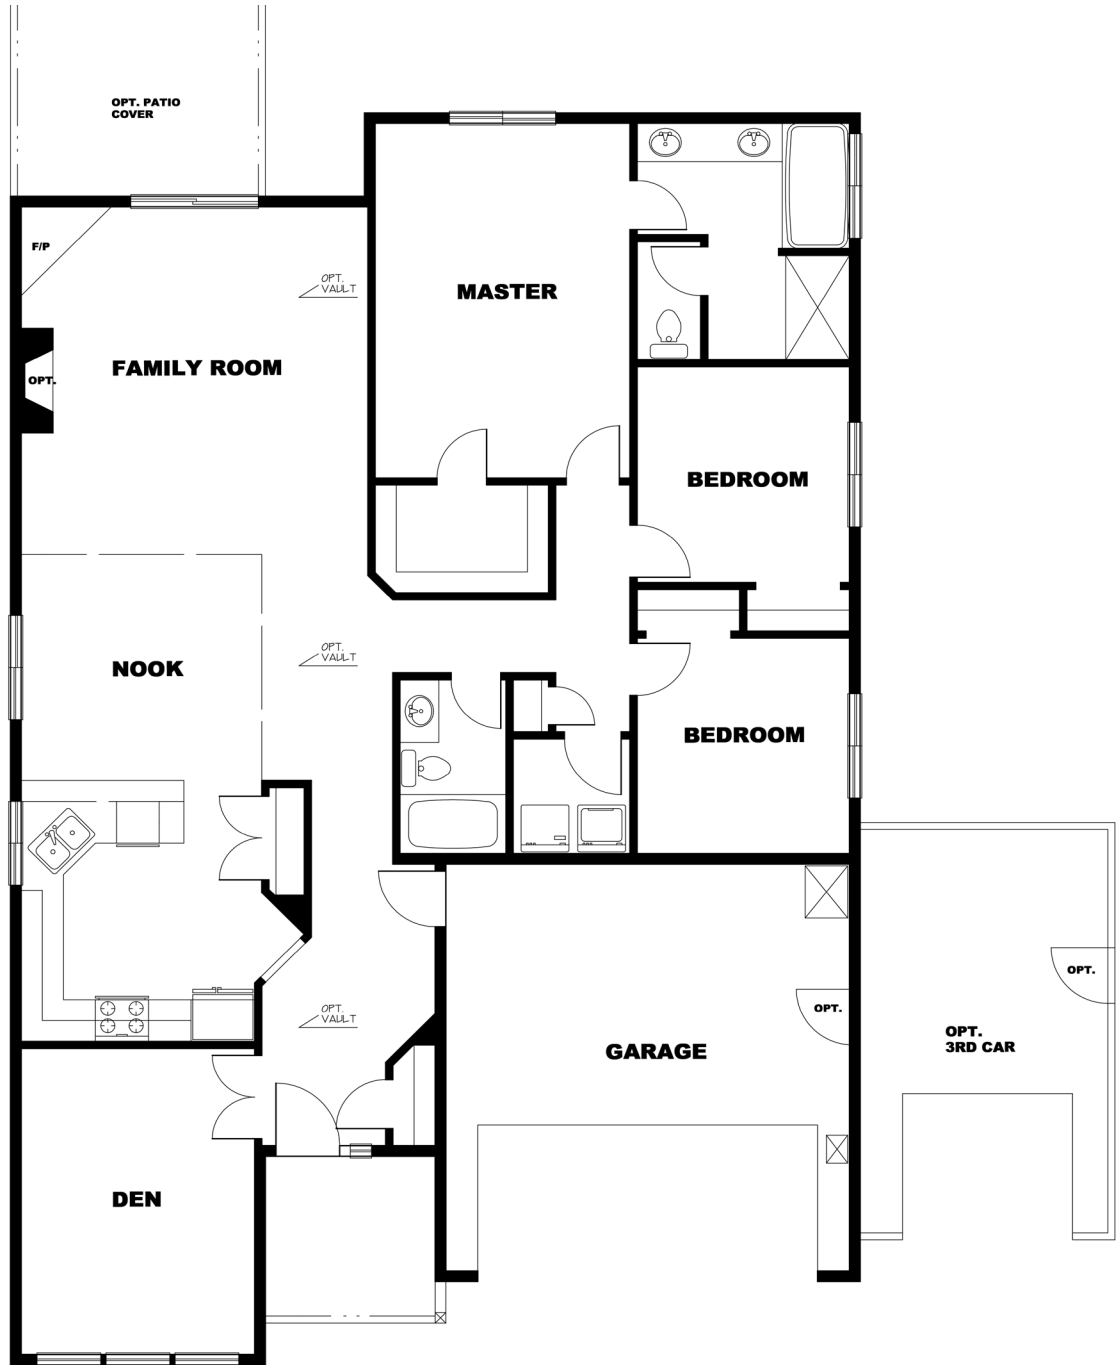 OPT. PATIO
COVER
F/P
OPT.
VAULT
MASTER
FAMILY ROOM
OPT.
BEDROOM
OPT.
VAULT
NOOK
BEDROOM
OPT.
OPT.
VAULT
OPT.
OPT.
3RD CAR
GARAGE
DEN